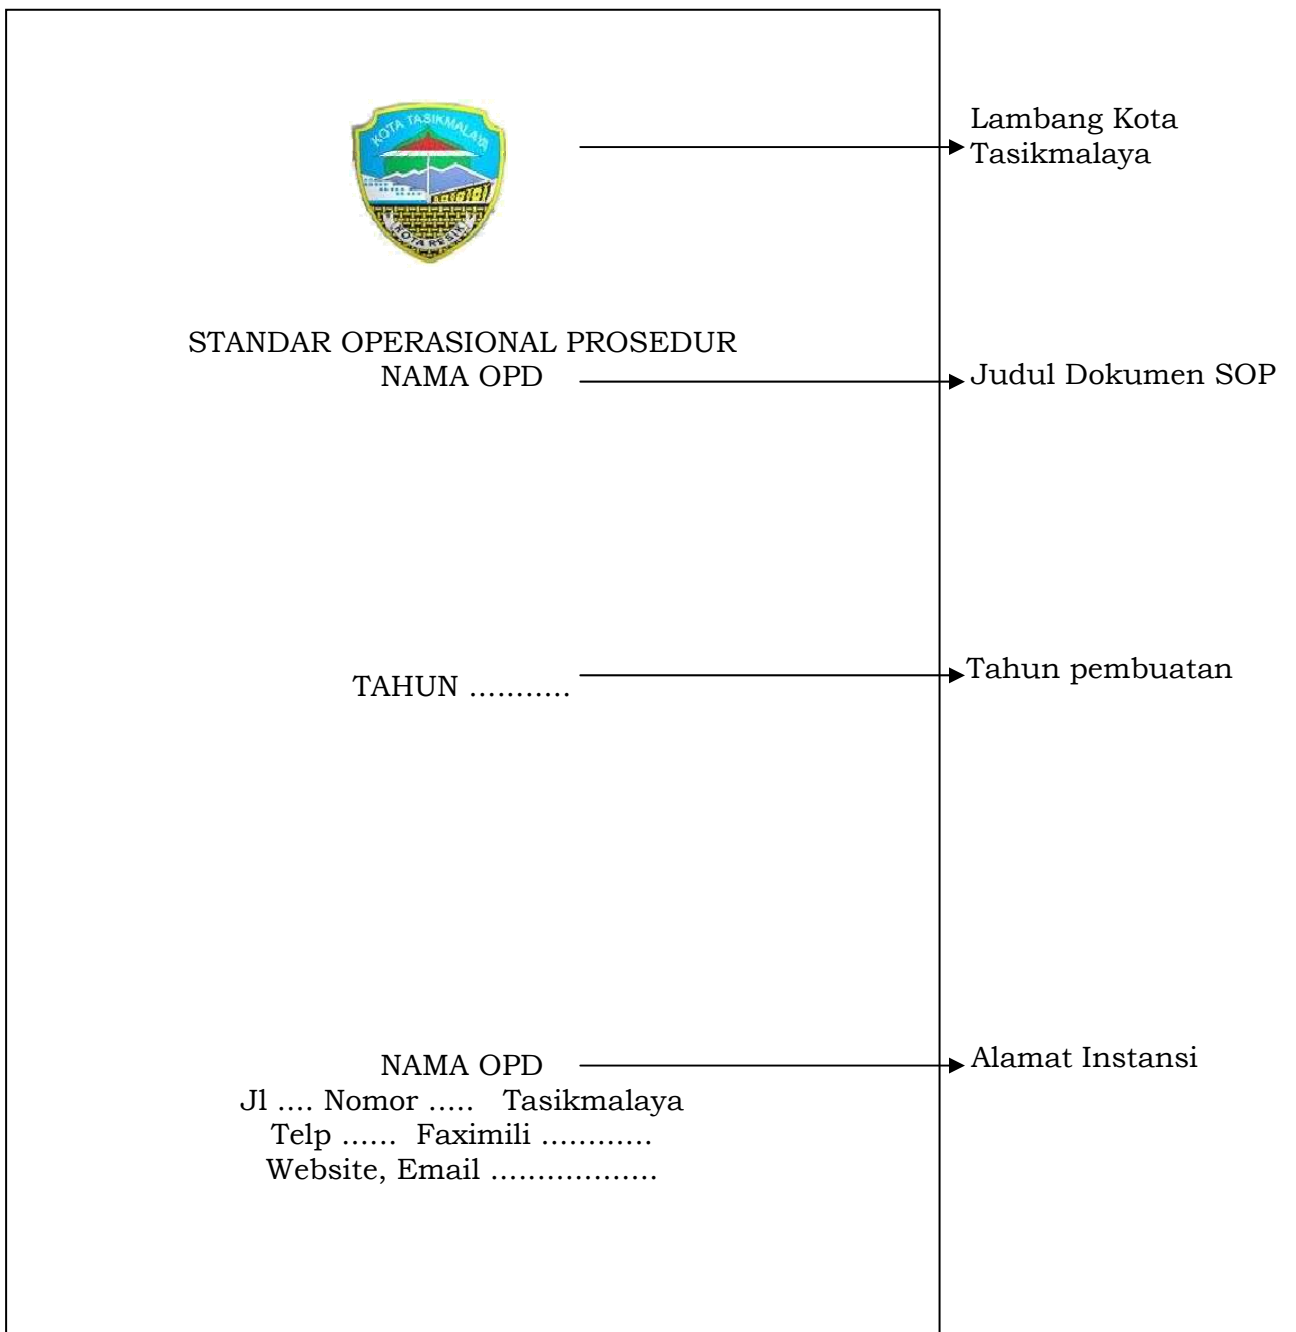 KOTA TASIKMALAYA
KOTA RESIK
Lambang Kota
Tasikmalaya
STANDAR OPERASIONAL PROSEDUR
NAMA OPD
Judul Dokumen SOP
TAHUN ...........
Tahun pembuatan
NAMA OPD
Alamat Instansi
Jl .... Nomor ..... Tasikmalaya
Telp ...... Faximili ............
Website, Email ..................